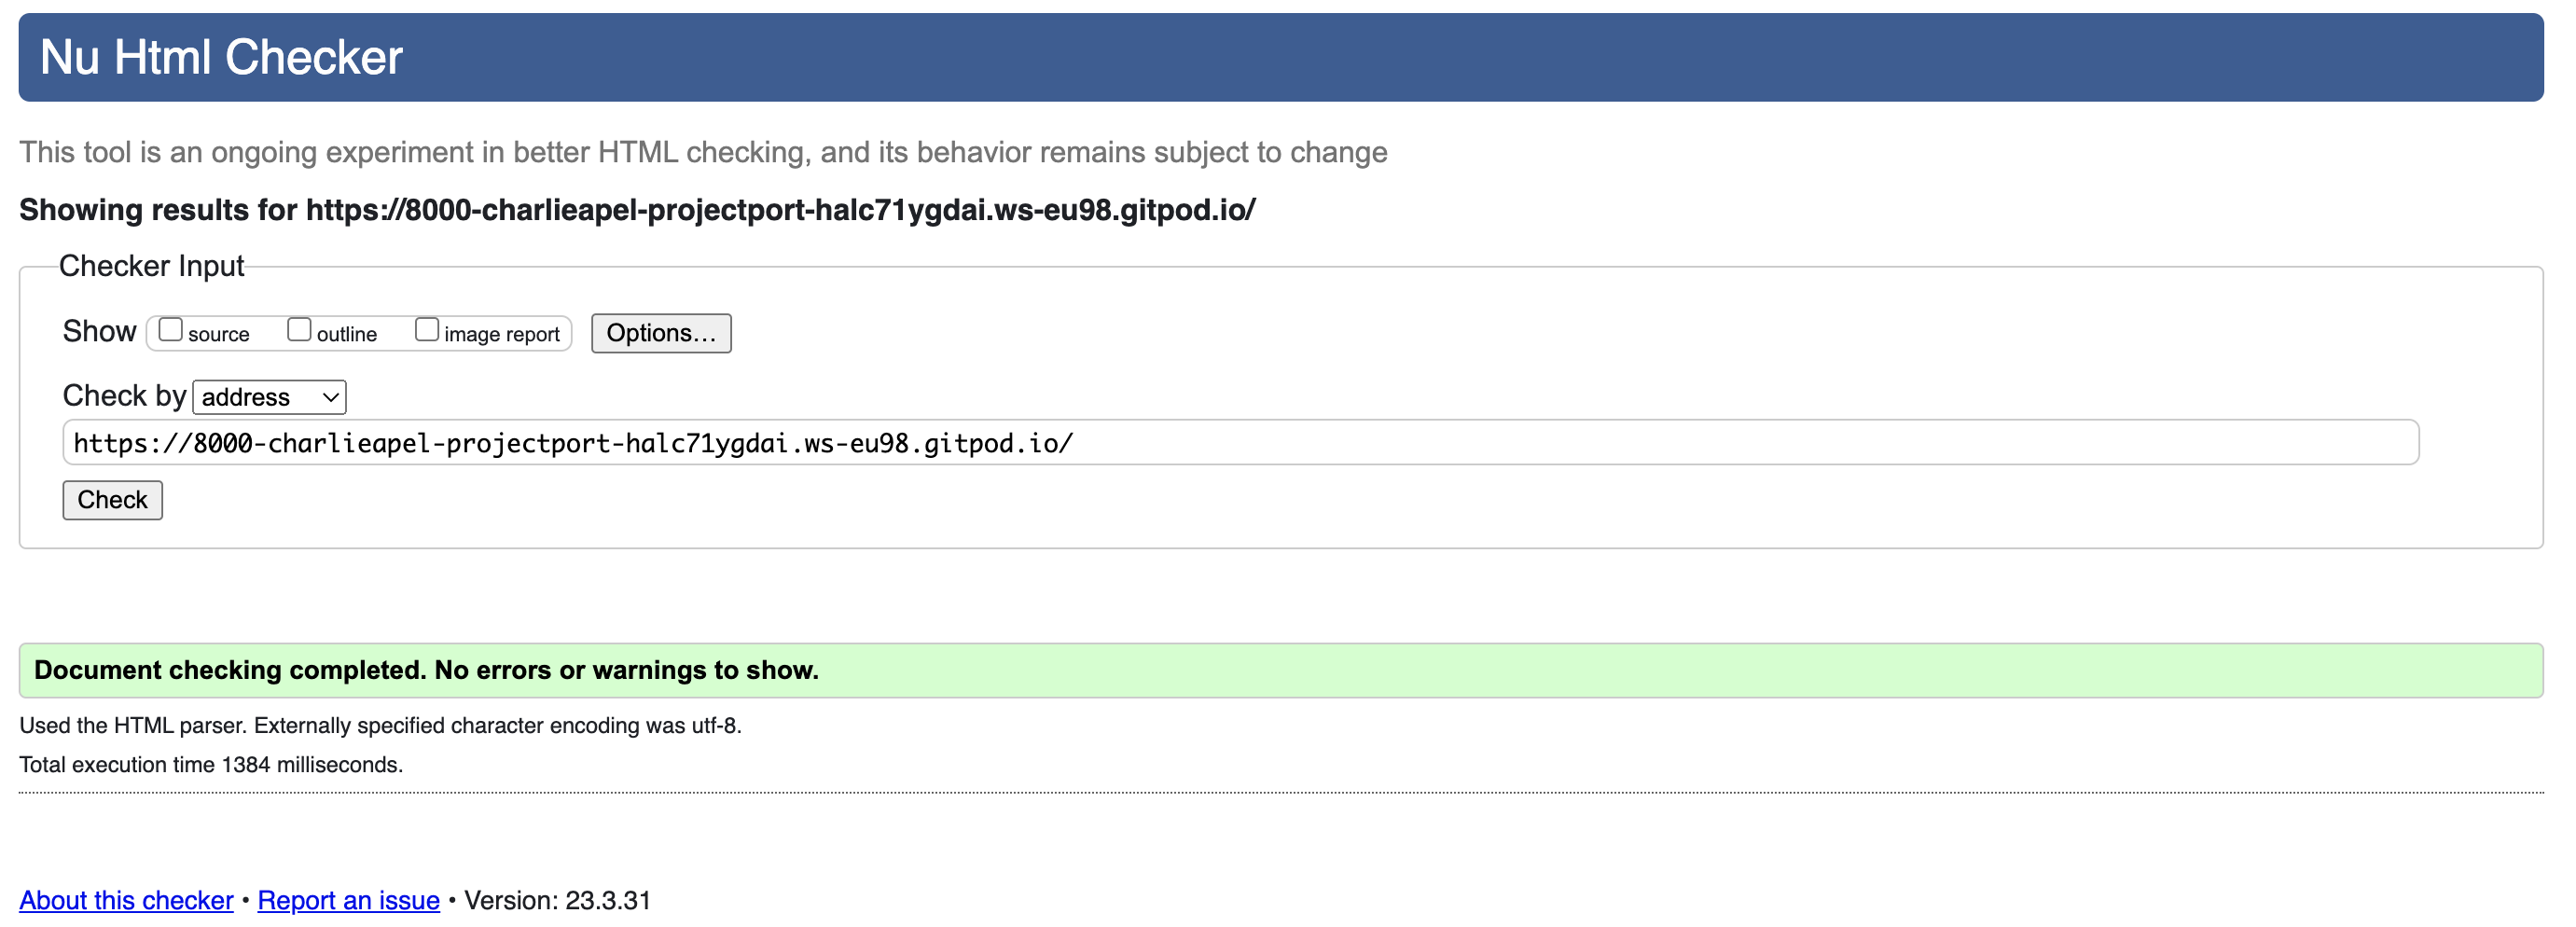 Nu Html Checker
This tool is an ongoing experiment in better HTML checking, and its behavior remains subject to change
Showing results for https://8000-charlieapel-projectport-halc71ygdai.ws-eu98.gitpod.io/
Checker Input
Show source outline image report Options...
Check by address
https://8000-charlieapel-projectport-halc71ygdai.ws-eu98.gitpod.io/
Check
Document checking completed. No errors or warnings to show.
Used the HTML parser. Externally specified character encoding was utf-8.
Total execution time 1384 milliseconds.
About this checker • Report an issue • Version: 23.3.31